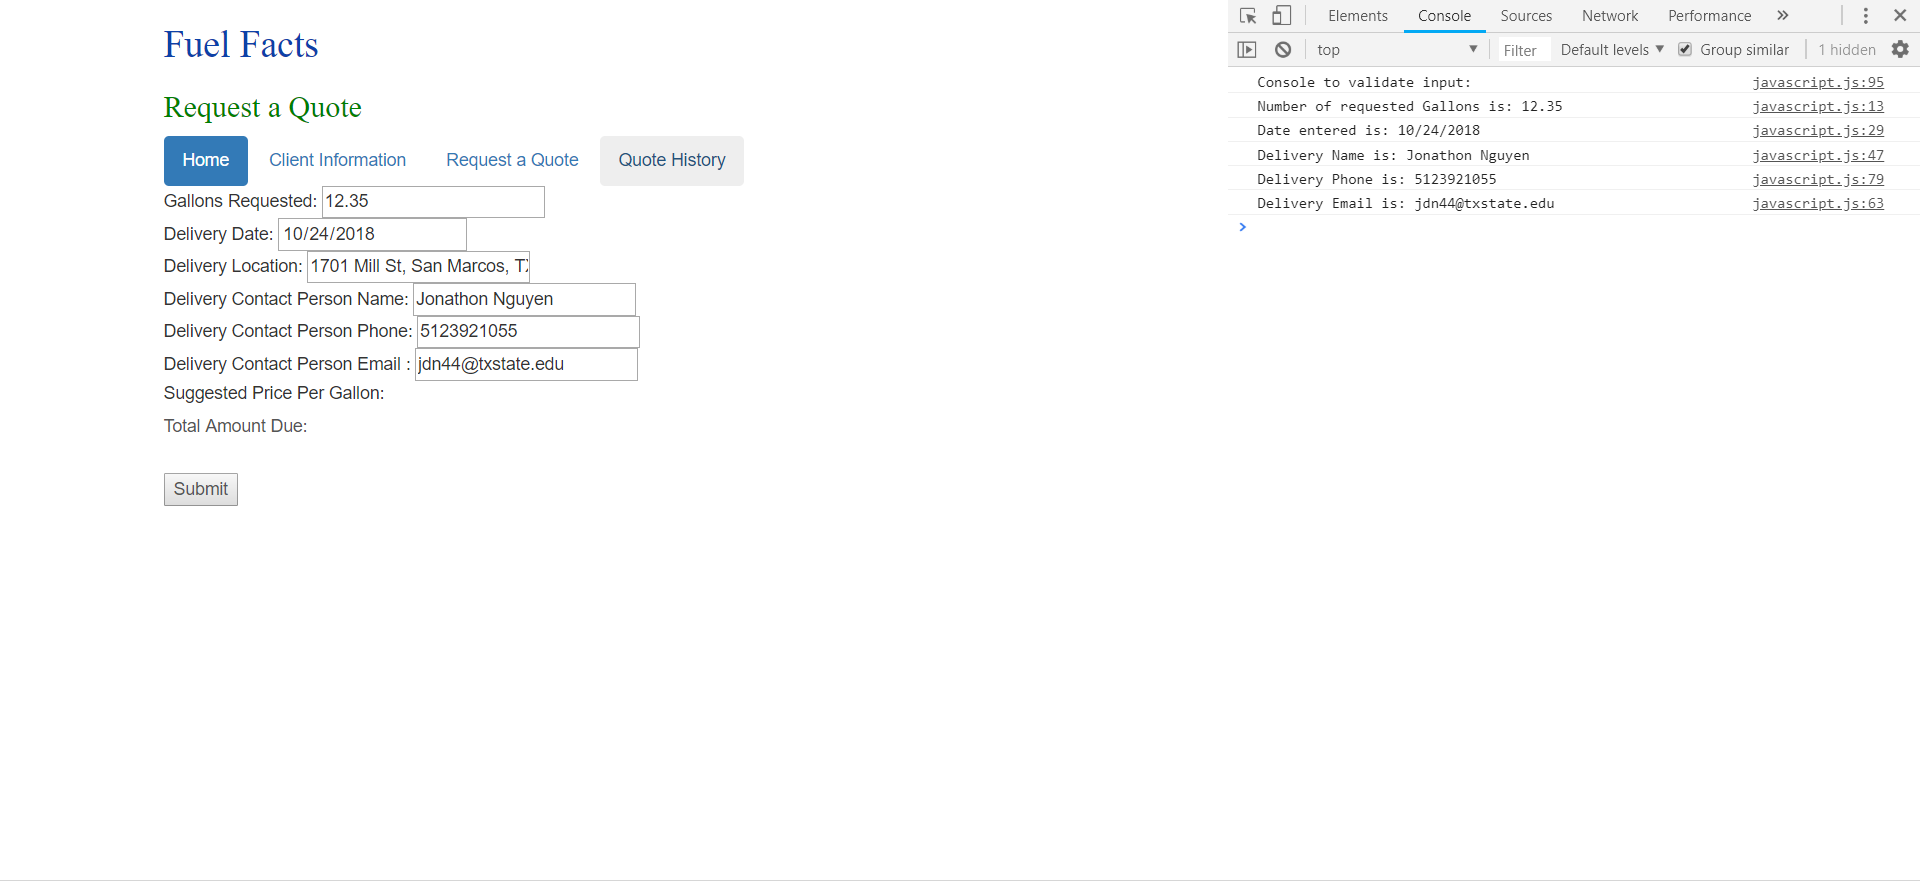 Fuel Facts
Request a Quote
Home Client Information Request a Quote Quote History
Gallons Requested: 12.35
Delivery Date: 10/24/2018
Delivery Location: 1701 Mill St, San Marcos,
Delivery Contact Person Name: Jonathon Nguyen
Delivery Contact Person Phone: 5123921055
Delivery Contact Person Email : jdn44@txstate.edu
Suggested Price Per Gallon:
Total Amount Due:
Submit
Elements Console Sources Network Performance »
top Filter Default levels Group similar 1 hidden
Console to validate input: javascript.js:95
Number of requested Gallons is: 12.35 javascript.js:13
Date entered is: 10/24/2018 javascript.js:29
Delivery Name is: Jonathon Nguyen javascript.js:47
Delivery Phone is: 5123921055 javascript.js:79
Delivery Email is: jdn44@txstate.edu javascript.js:63